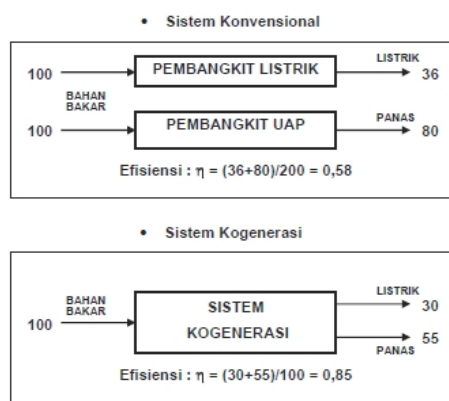 • Sistem Konvensional
100 PEMBANGKIT LISTRIK LISTRIK 36
BAHAN
BAKAR
100 PEMBANGKIT UAP PANAS 80
Efisiensi : η = (36+80)/200 = 0,58
• Sistem Kogenerasi
100 BAHAN
BAKAR
SISTEM
KOGENERASI
LISTRIK 30
55
PANAS
Efisiensi : η = (30+55)/100 = 0,85